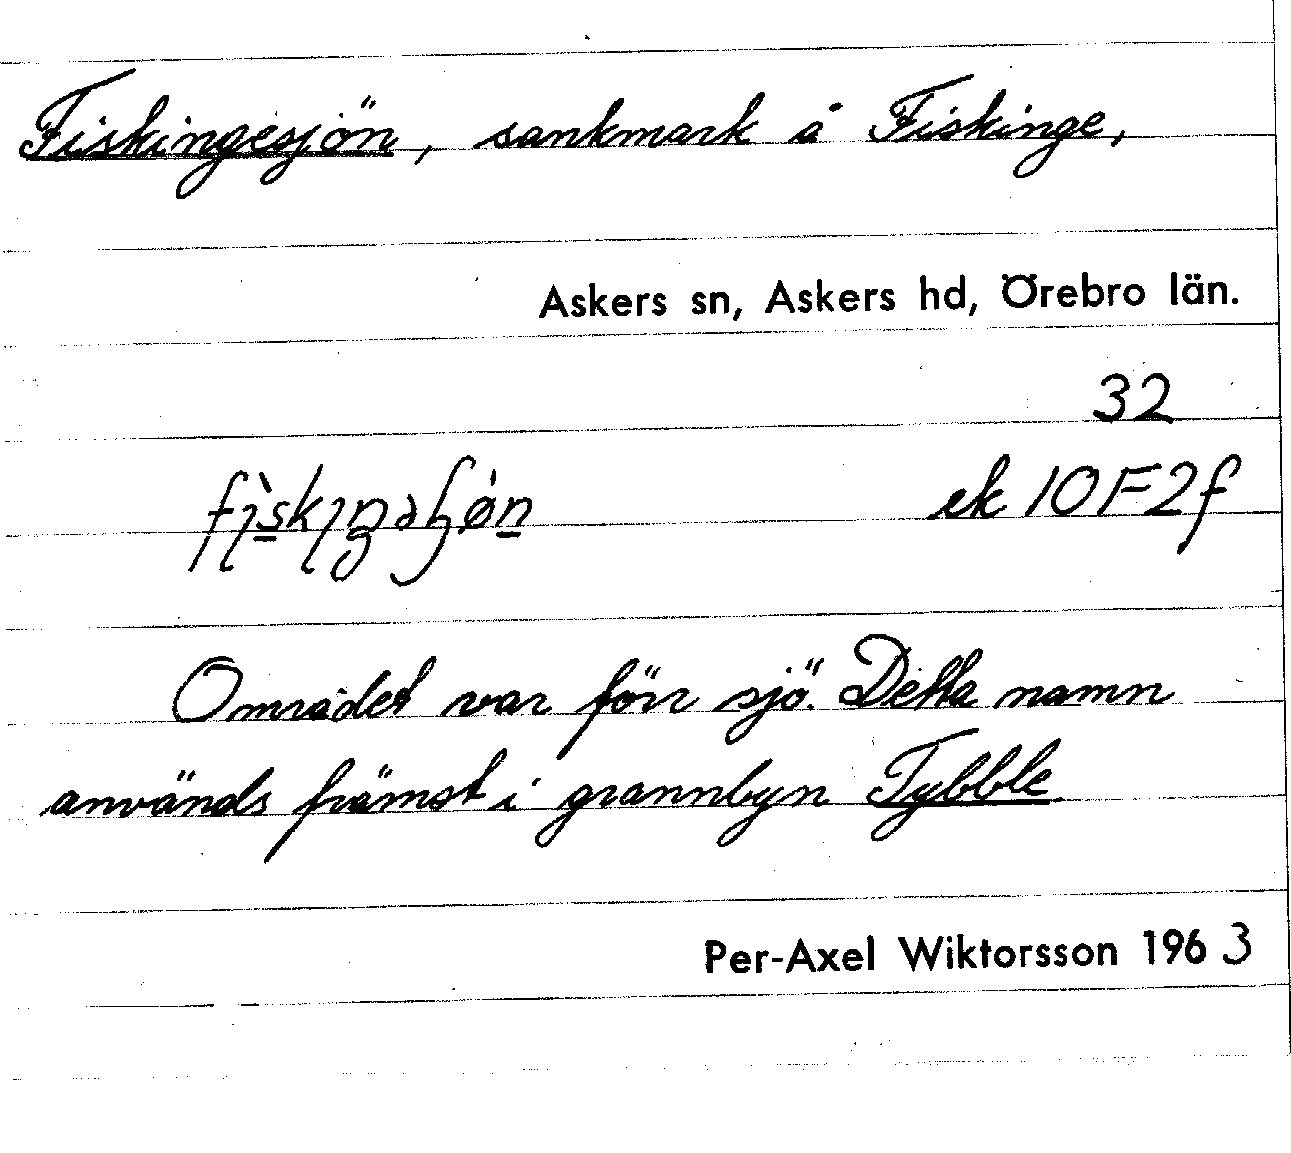 Fiskingesjön, sankmark å Fiskinge,
Askers sn, Askers hd, Örebro län.
32
ek 10F2f
Området var förr sjö. Detta namn
används främst i grannbyn Tybble
Per-Axel Wiktorsson 1963